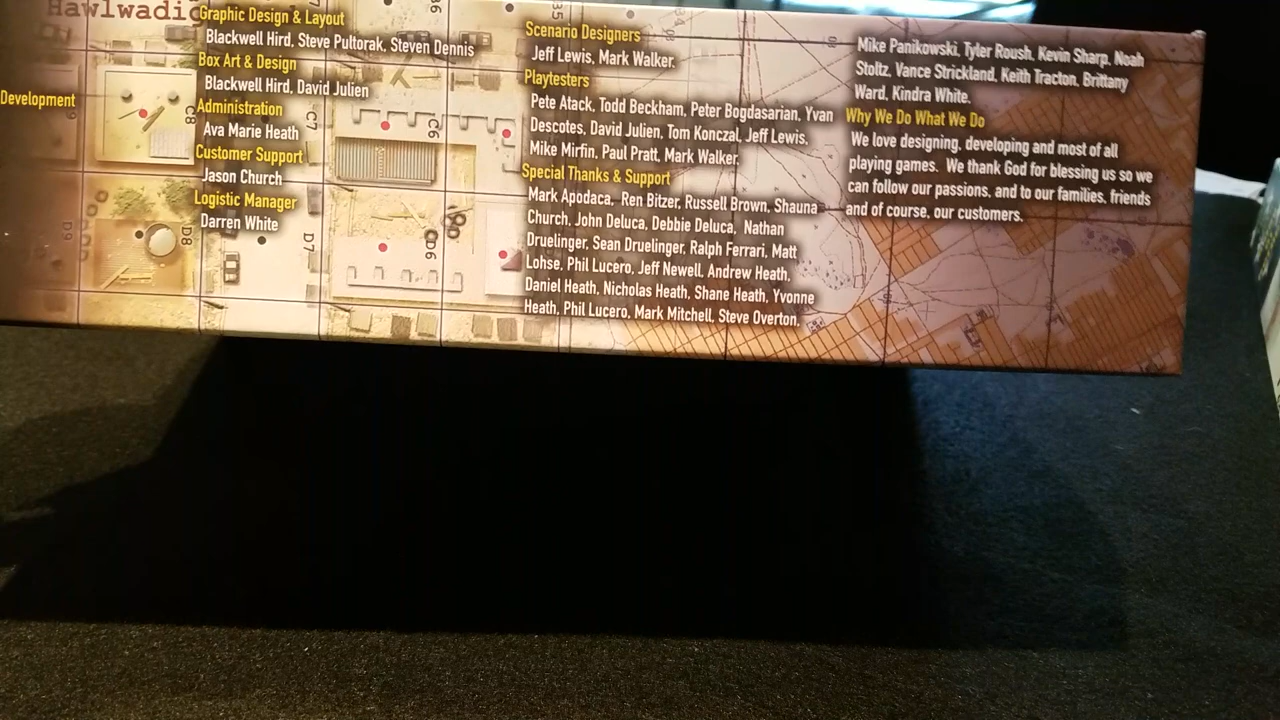 Hawlwadig
Development
Graphic Design & Layout
Blackwell Hird, Steve Pultorak, Steven Dennis
Box Art & Design
Blackwell Hird, David Julien
Administration
Ava Marie Heath
Customer Support
Jason Church
Logistic Manager
Darren White
Scenario Designers
Jeff Lewis, Mark Walker.
Playtesters
Pete Atack, Todd Beckham, Peter Bogdasarian, Yvan
Descotes, David Julien, Tom Konczal, Jeff Lewis,
Mike Mirfin, Paul Pratt, Mark Walker.
Special Thanks & Support
Mark Apodaca, Ren Bitzer, Russell Brown, Shauna
Church, John Deluca, Debbie Deluca, Nathan
Druelinger, Sean Druelinger, Ralph Ferrari, Matt
Lohse, Phil Lucero, Jeff Newell, Andrew Heath,
Daniel Heath, Nicholas Heath, Shane Heath, Yvonne
Heath, Phil Lucero, Mark Mitchell, Steve Overton,
Mike Panikowski, Tyler Roush, Kevin Sharp, Noah
Stoltz, Vance Strickland, Keith Tracton, Brittany
Ward, Kindra White.
Why We Do What We Do
We love designing, developing and most of all
playing games. We thank God for blessing us so we
can follow our passions, and to our families, friends
and of course, our customers.
C8
C7
C6
D9
D8
D7
D6